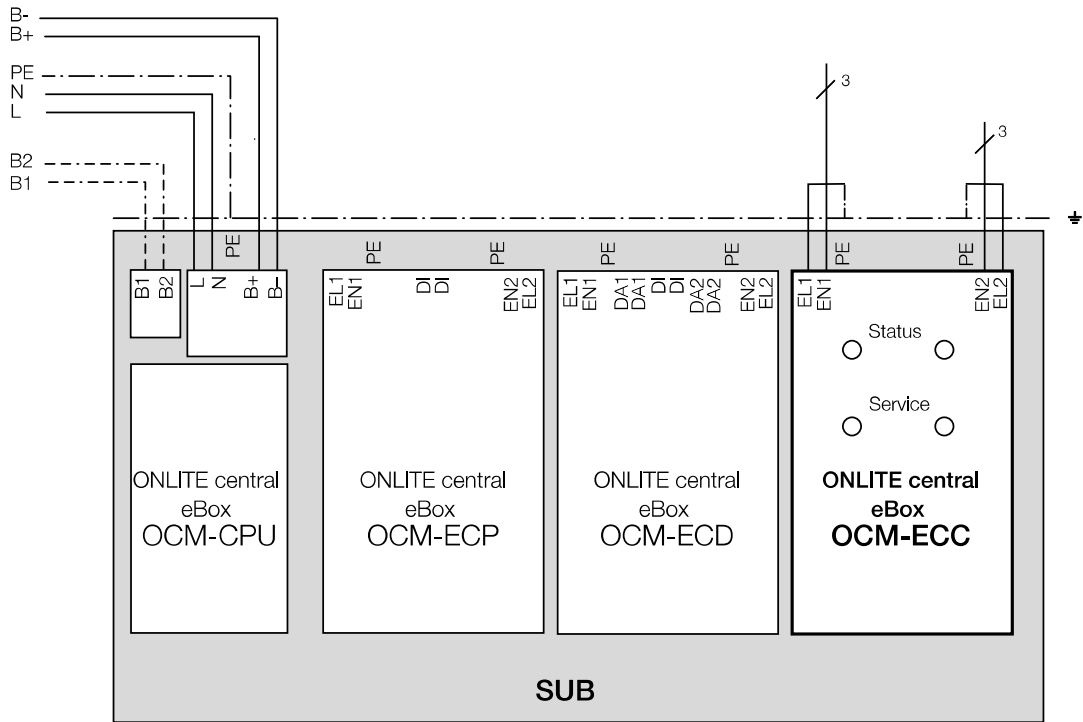 B-
B+
PE
N
L
B2
B1
3
3
PE
PE
PE
PE
PE
PE
PE
B1
B2
L
N
B+
B-
EL1
EN1
DI
DI
EN2
EL2
EL1
EN1
DA1
DA1
DI
DI
DA2
DA2
EN2
EL2
EL1
EN1
EN2
EL2
Status
Service
ONLITE central
eBox
OCM-CPU
ONLITE central
eBox
OCM-ECP
ONLITE central
eBox
OCM-ECD
ONLITE central
eBox
OCM-ECC
SUB